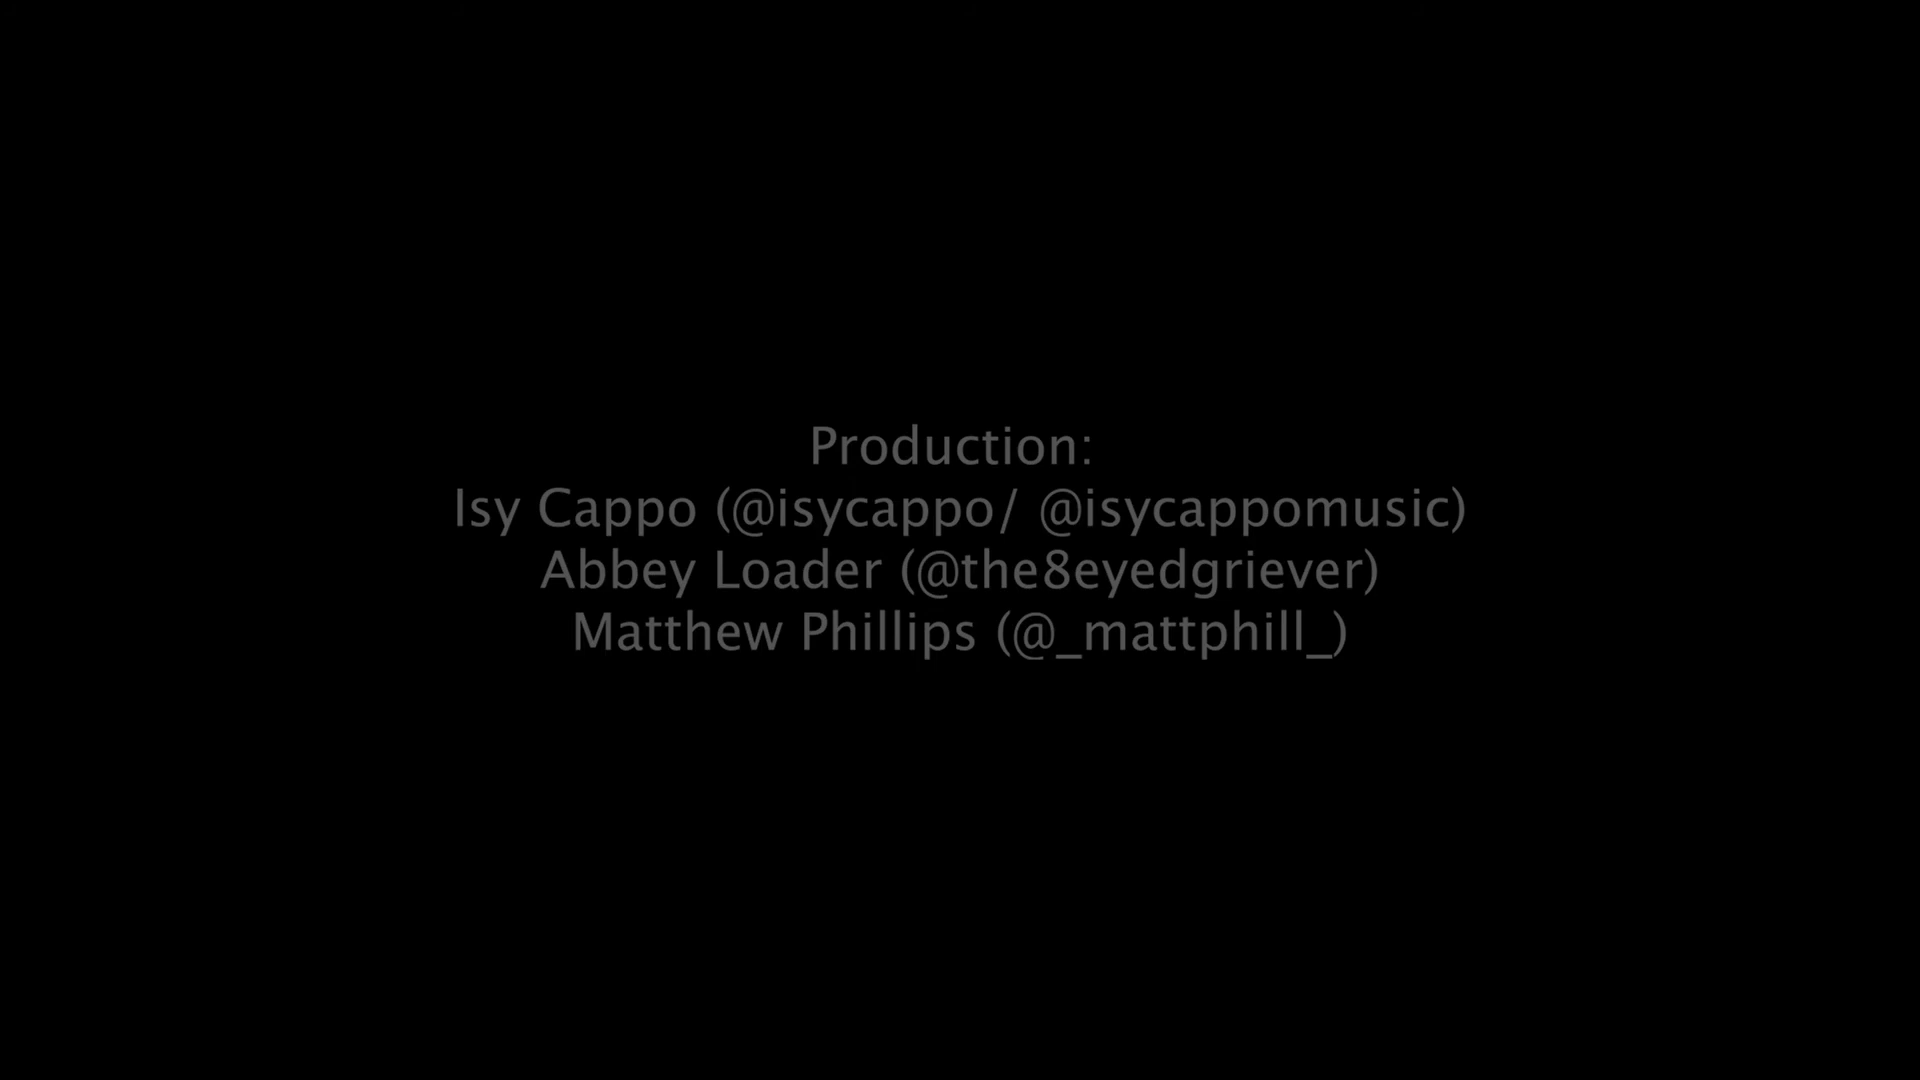 Production:
Isy Cappo (@isycappo/ @isycappomusic)
Abbey Loader (@the8eyedgriever)
Matthew Phillips (@_mattphill_)